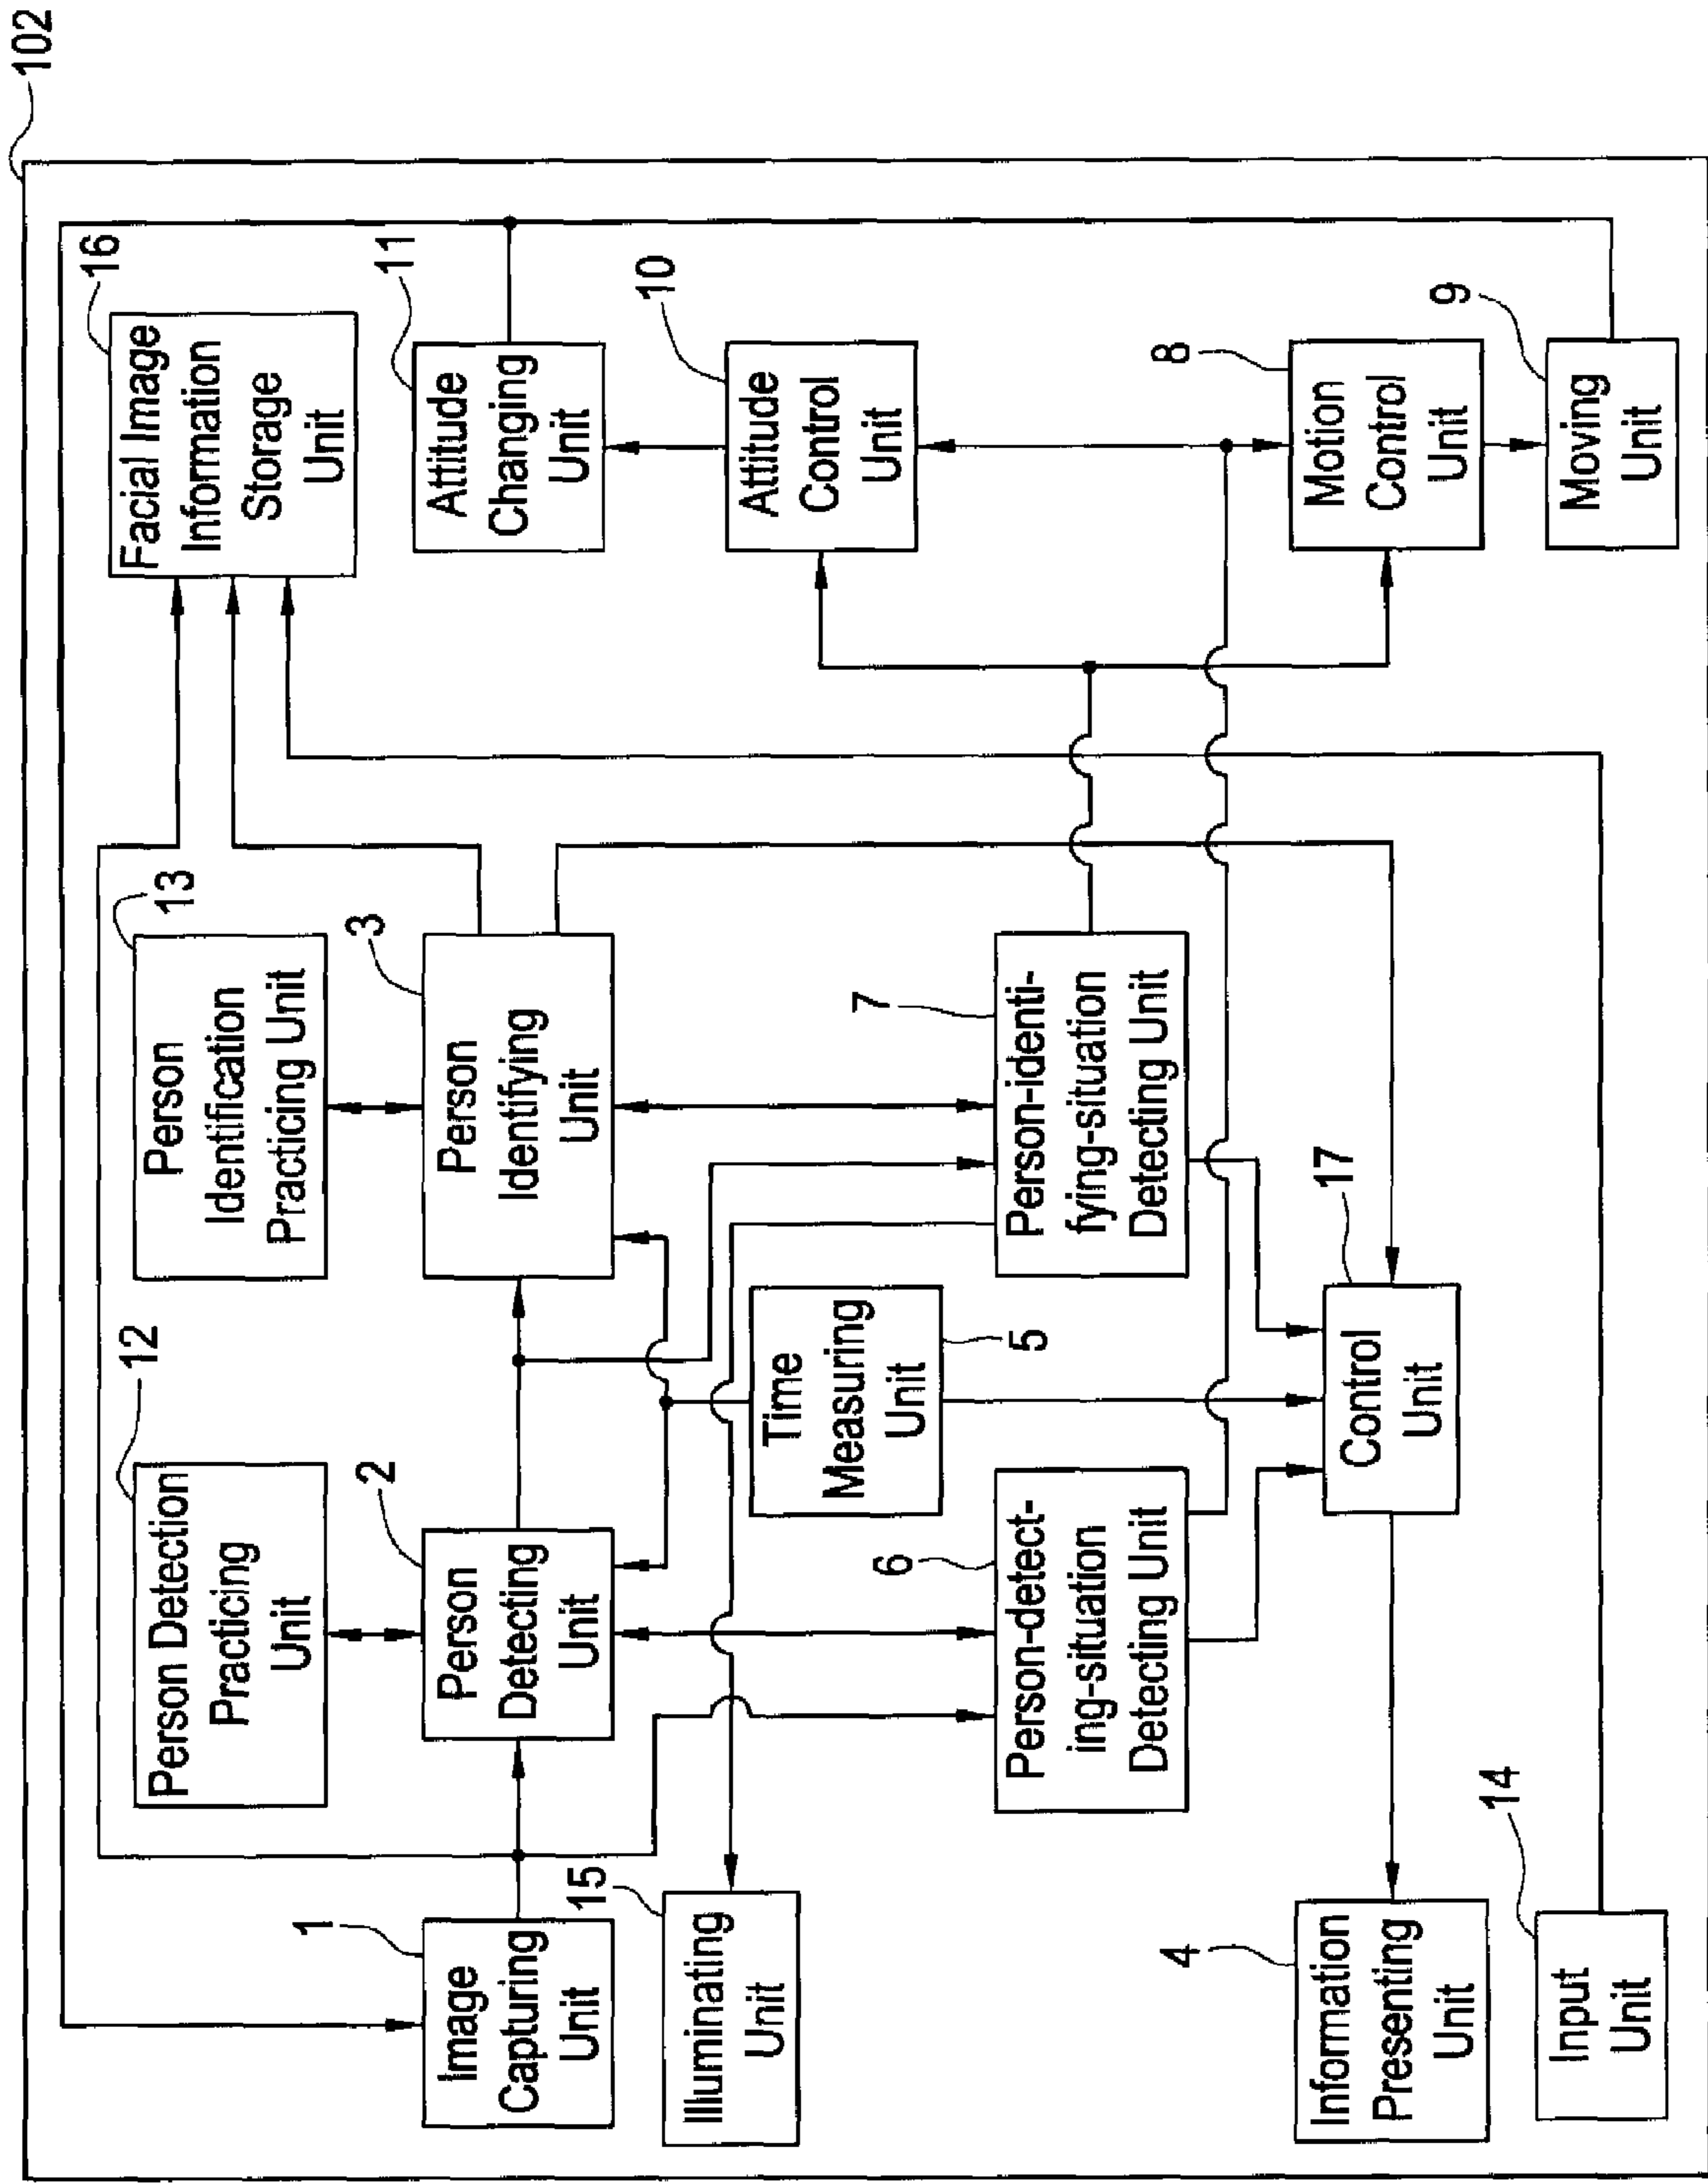 102
12
Person Detection
Practicing
Unit
13
Person
Identification
Practicing Unit
16
Facial Image
Information
Storage
Unit
1
Image
Capturing
Unit
2
Person
Detecting
Unit
3
Person
Identifying
Unit
11
Attitude
Changing
Unit
15
Illuminating
Unit
Time
Measuring
Unit
5
10
Attitude
Control
Unit
6
Person-detect-
ing-situation
Detecting Unit
7
Person-identi-
fying-situation
Detecting Unit
4
Information
Presenting
Unit
17
Control
Unit
8
Motion
Control
Unit
14
Input
Unit
9
Moving
Unit